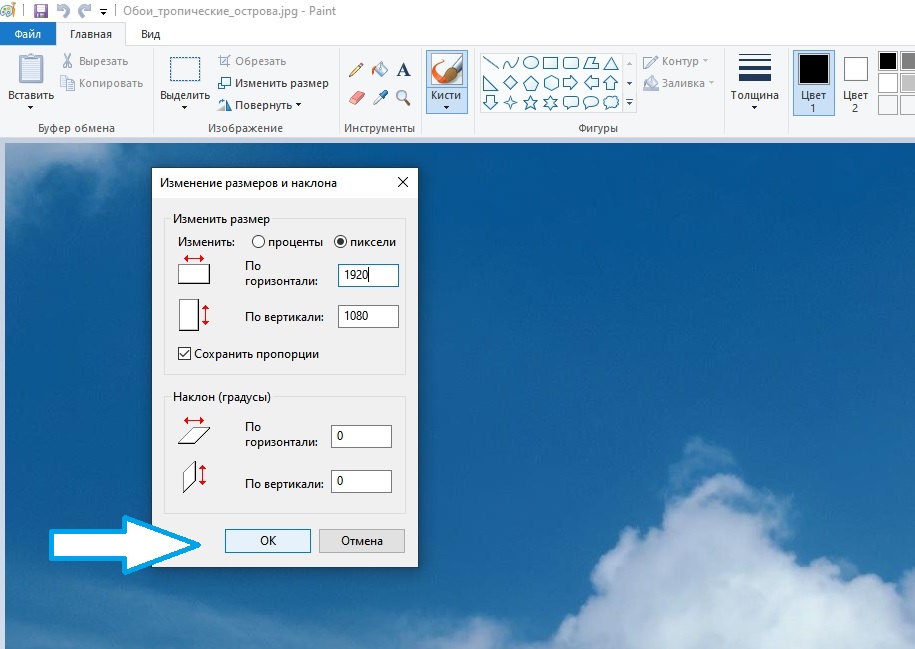 Обои_тропические_острова.jpg - Paint
Файл Главная Вид
Вставить
Вырезать
Копировать
Буфер обмена
Выделить
Обрезать
Изменить размер
Повернуть
Изображение
A
Инструменты
Кисти
Фигуры
Контур
Заливка
Толщина
Цвет
1
Цвет
2
Изменение размеров и наклона
Изменить размер
Изменить: проценты пиксели
По
горизонтали: 1920
По вертикали: 1080
Сохранить пропорции
Наклон (градусы)
По
горизонтали: 0
По вертикали: 0
ОК Отмена